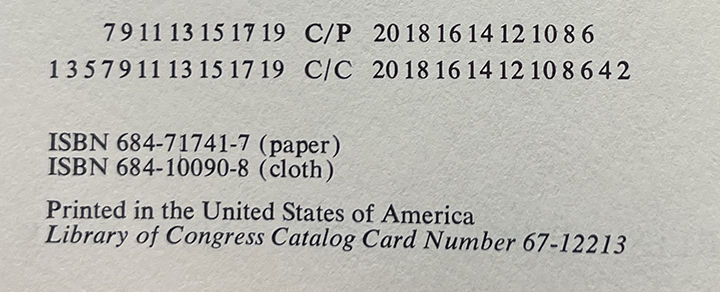 7 9 11 13 15 17 19 C/P 20 18 16 14 12 10 8 6
1 3 5 7 9 11 13 15 17 19 C/C 20 18 16 14 12 10 8 6 4 2
ISBN 684-71741-7 (paper)
ISBN 684-10090-8 (cloth)
Printed in the United States of America
Library of Congress Catalog Card Number 67-12213